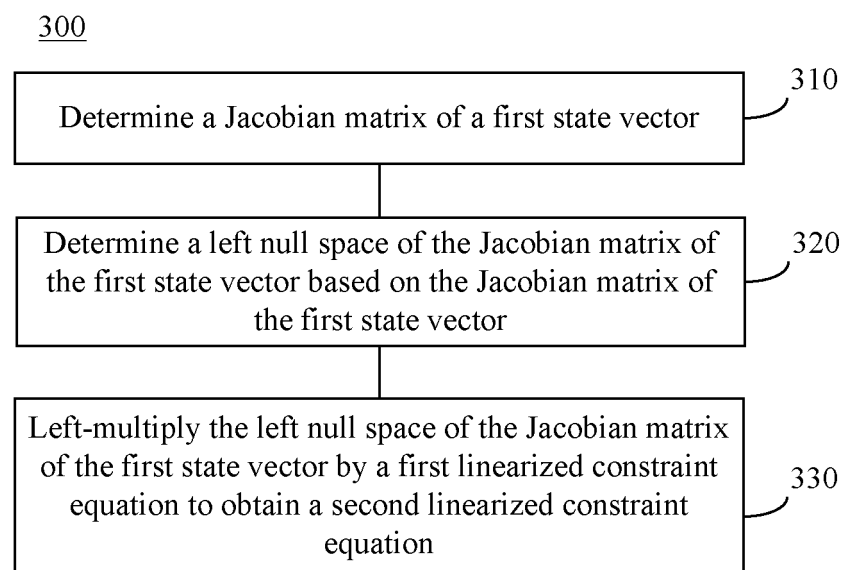 300
Determine a Jacobian matrix of a first state vector
310
Determine a left null space of the Jacobian matrix of
the first state vector based on the Jacobian matrix of
the first state vector
320
Left-multiply the left null space of the Jacobian matrix
of the first state vector by a first linearized constraint
equation to obtain a second linearized constraint
equation
330